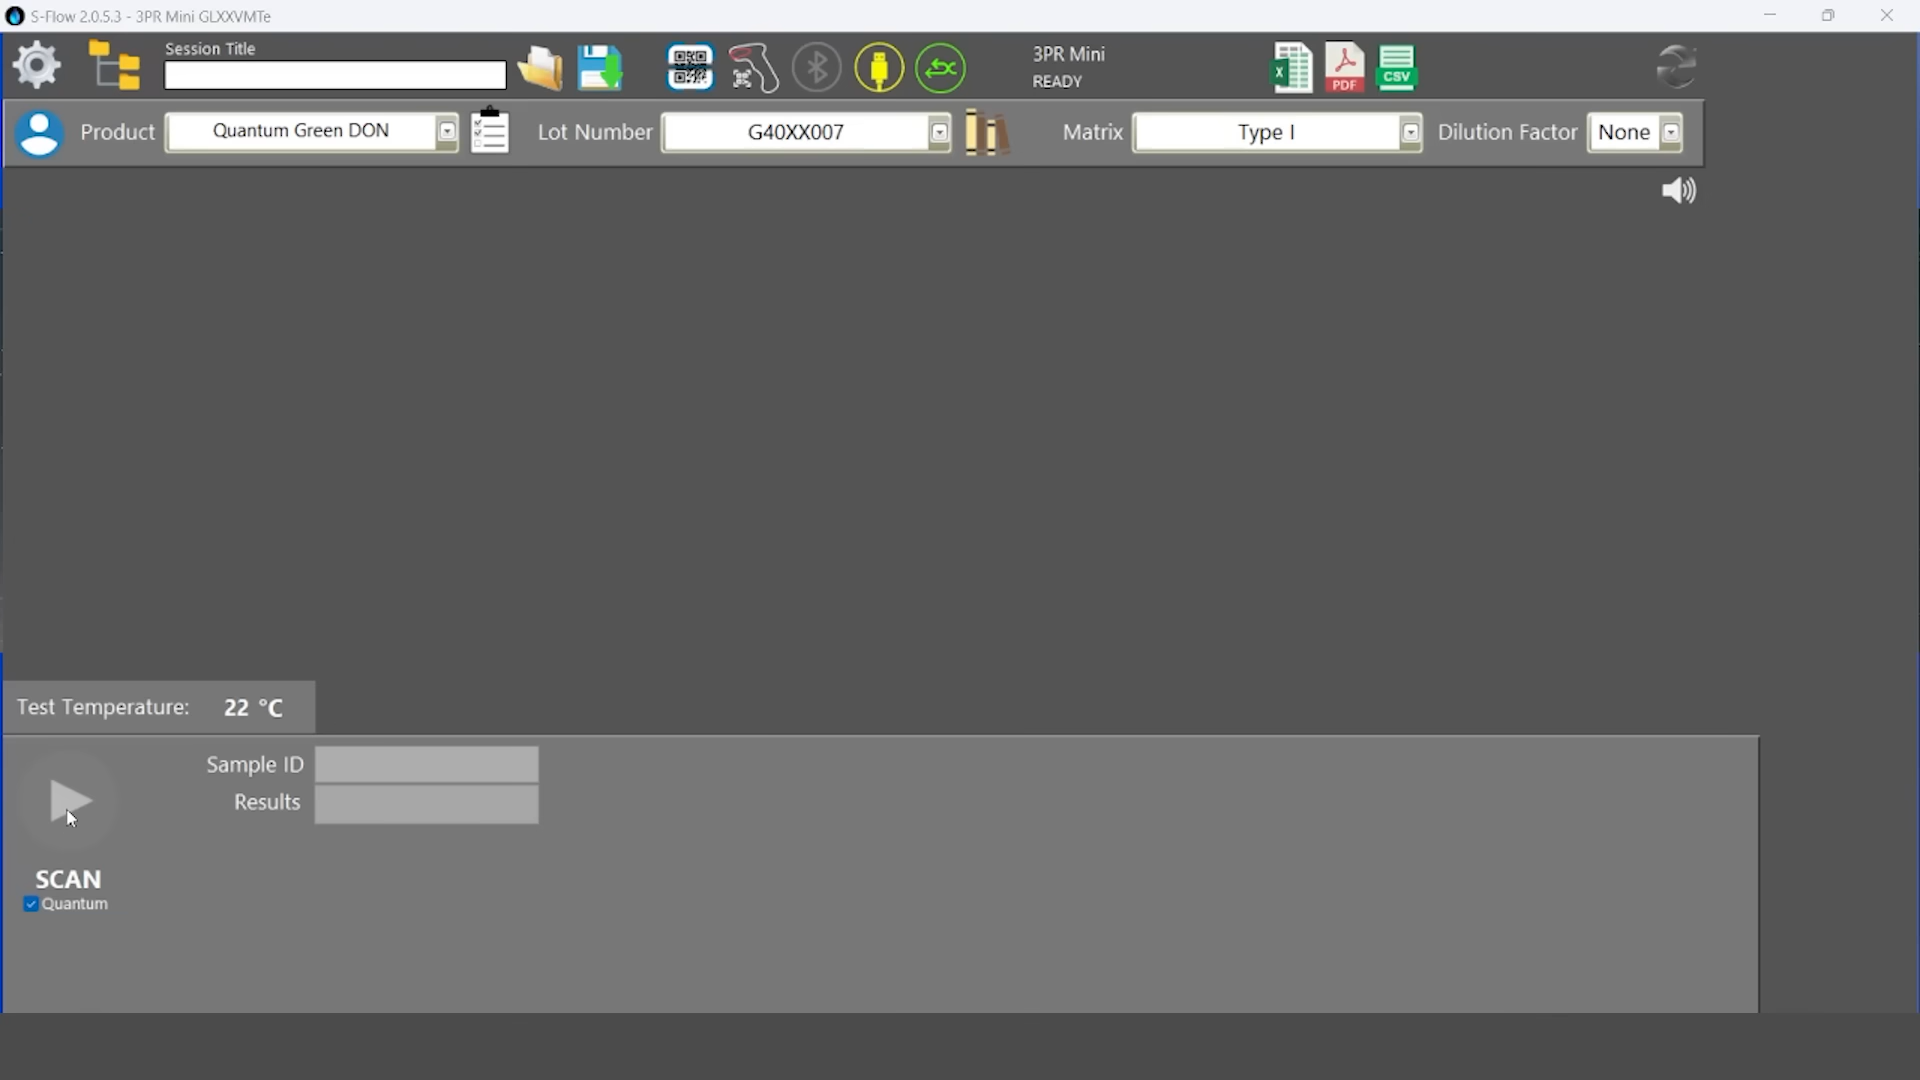 S-Flow 2.0.5.3 - 3PR Mini GLXXVMTe
Session Title
3PR Mini
READY
PDF
CSV
Product
Quantum Green DON
Lot Number
G40XX007
Matrix
Type I
Dilution Factor
None
Test Temperature: 22 °C
Sample ID
Results
SCAN
Quantum